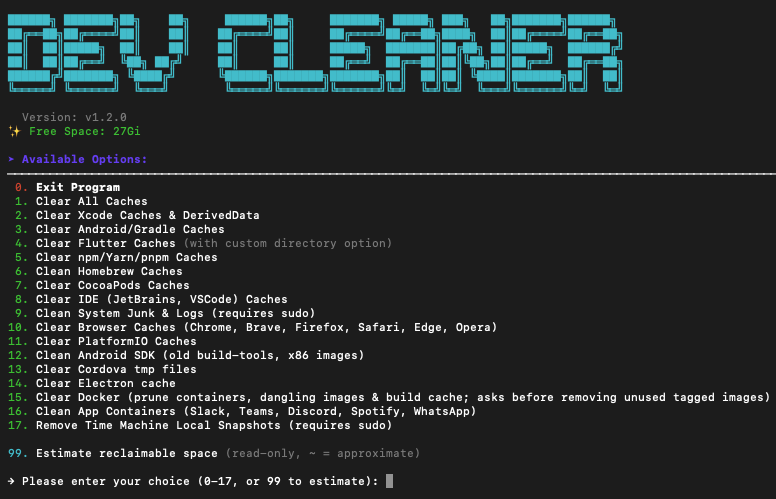 DEV CLEANER
Version: v1.2.0
✨ Free Space: 27Gi
➤ Available Options:
0. Exit Program
1. Clear All Caches
2. Clear Xcode Caches & DerivedData
3. Clear Android/Gradle Caches
4. Clear Flutter Caches (with custom directory option)
5. Clear npm/Yarn/pnpm Caches
6. Clean Homebrew Caches
7. Clear CocoaPods Caches
8. Clear IDE (JetBrains, VSCode) Caches
9. Clean System Junk & Logs (requires sudo)
10. Clear Browser Caches (Chrome, Brave, Firefox, Safari, Edge, Opera)
11. Clear PlatformIO Caches
12. Clean Android SDK (old build-tools, x86 images)
13. Clear Cordova tmp files
14. Clear Electron cache
15. Clear Docker (prune containers, dangling images & build cache; asks before removing unused tagged images)
16. Clean App Containers (Slack, Teams, Discord, Spotify, WhatsApp)
17. Remove Time Machine Local Snapshots (requires sudo)
99. Estimate reclaimable space (read-only, ~ = approximate)
→ Please enter your choice (0-17, or 99 to estimate):